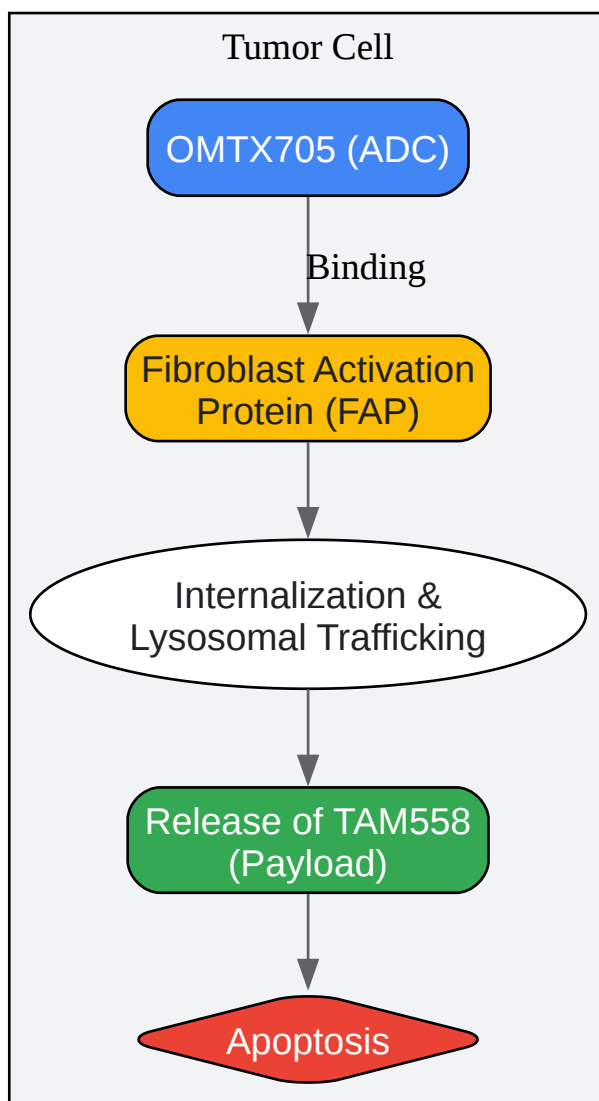 Tumor Cell
OMTX705 (ADC)
Binding
Fibroblast Activation
Protein (FAP)
Internalization &
Lysosomal Trafficking
Release of TAM558
(Payload)
Apoptosis